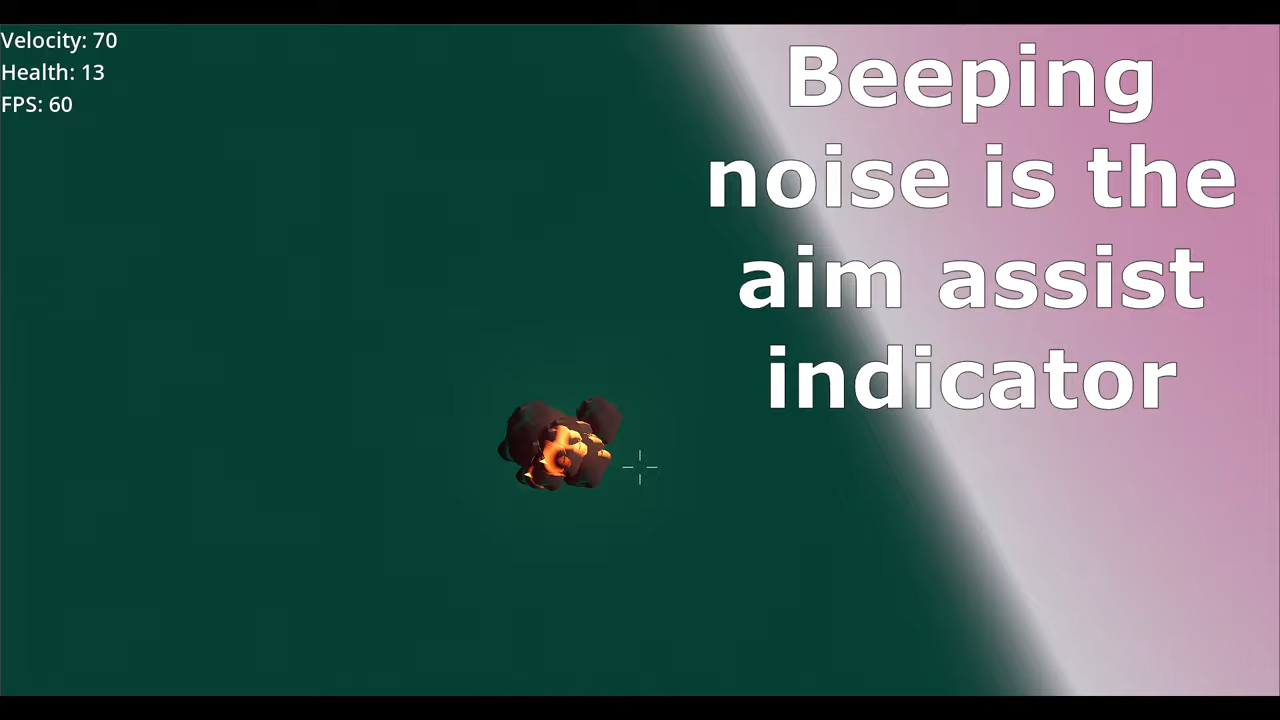 Velocity: 70
Health: 13
FPS: 60
Beeping
noise is the
aim assist
indicator